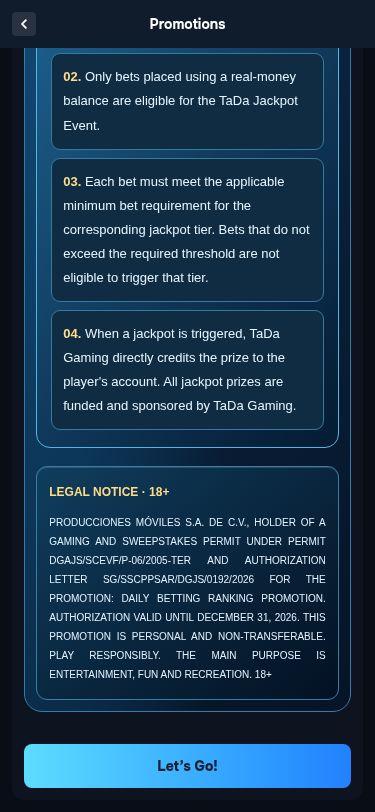 Promotions
02. Only bets placed using a real-money
balance are eligible for the TaDa Jackpot
Event.
03. Each bet must meet the applicable
minimum bet requirement for the
corresponding jackpot tier. Bets that do not
exceed the required threshold are not
eligible to trigger that tier.
04. When a jackpot is triggered, TaDa
Gaming directly credits the prize to the
player's account. All jackpot prizes are
funded and sponsored by TaDa Gaming.
LEGAL NOTICE · 18+
PRODUCCIONES MÓVILES S.A. DE C.V., HOLDER OF A
GAMING AND SWEEPSTAKES PERMIT UNDER PERMIT
DGAJS/SCEVF/P-06/2005-TER AND AUTHORIZATION
LETTER SG/SSCPPSAR/DGJS/0192/2026 FOR THE
PROMOTION: DAILY BETTING RANKING PROMOTION.
AUTHORIZATION VALID UNTIL DECEMBER 31, 2026. THIS
PROMOTION IS PERSONAL AND NON-TRANSFERABLE.
PLAY RESPONSIBLY. THE MAIN PURPOSE IS
ENTERTAINMENT, FUN AND RECREATION. 18+
Let's Go!